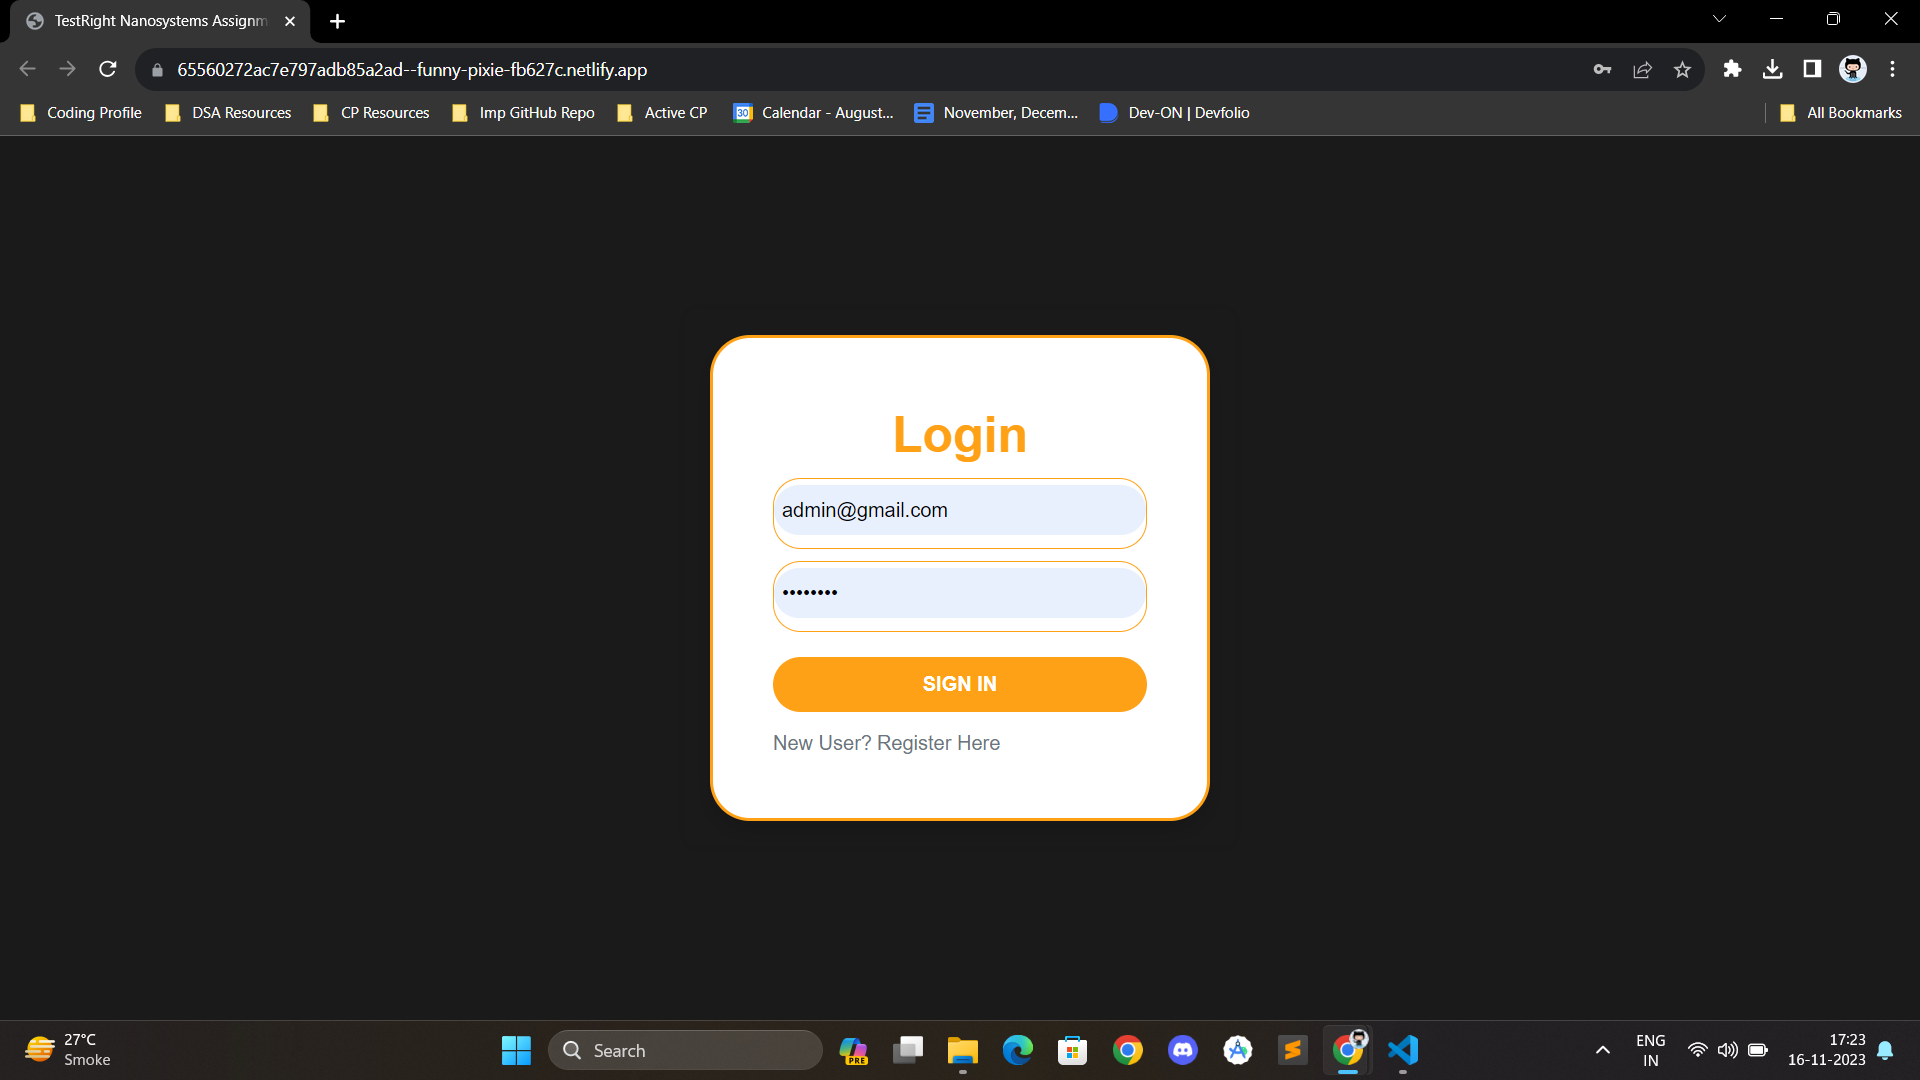 TestRight Nanosystems Assignm
65560272ac7e797adb85a2ad--funny-pixie-fb627c.netlify.app
Coding Profile
DSA Resources
CP Resources
Imp GitHub Repo
Active CP
30
Calendar - August...
November, Decem...
Dev-ON | Devfolio
All Bookmarks
Login
admin@gmail.com
••••••••
SIGN IN
New User? Register Here
27°C
Smoke
Search
PRE
ENG
IN
17:23
16-11-2023